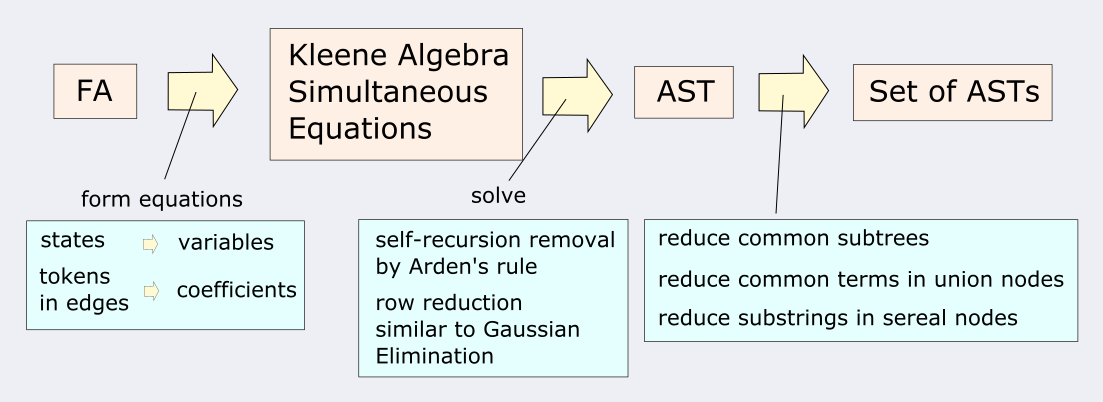 FA
Kleene Algebra
Simultaneous
Equations
AST
Set of ASTs
form equations
states
variables
tokens
in edges
coefficients
solve
self-recursion removal
by Arden's rule
row reduction
similar to Gaussian
Elimination
reduce common subtrees
reduce common terms in union nodes
reduce substrings in sereal nodes